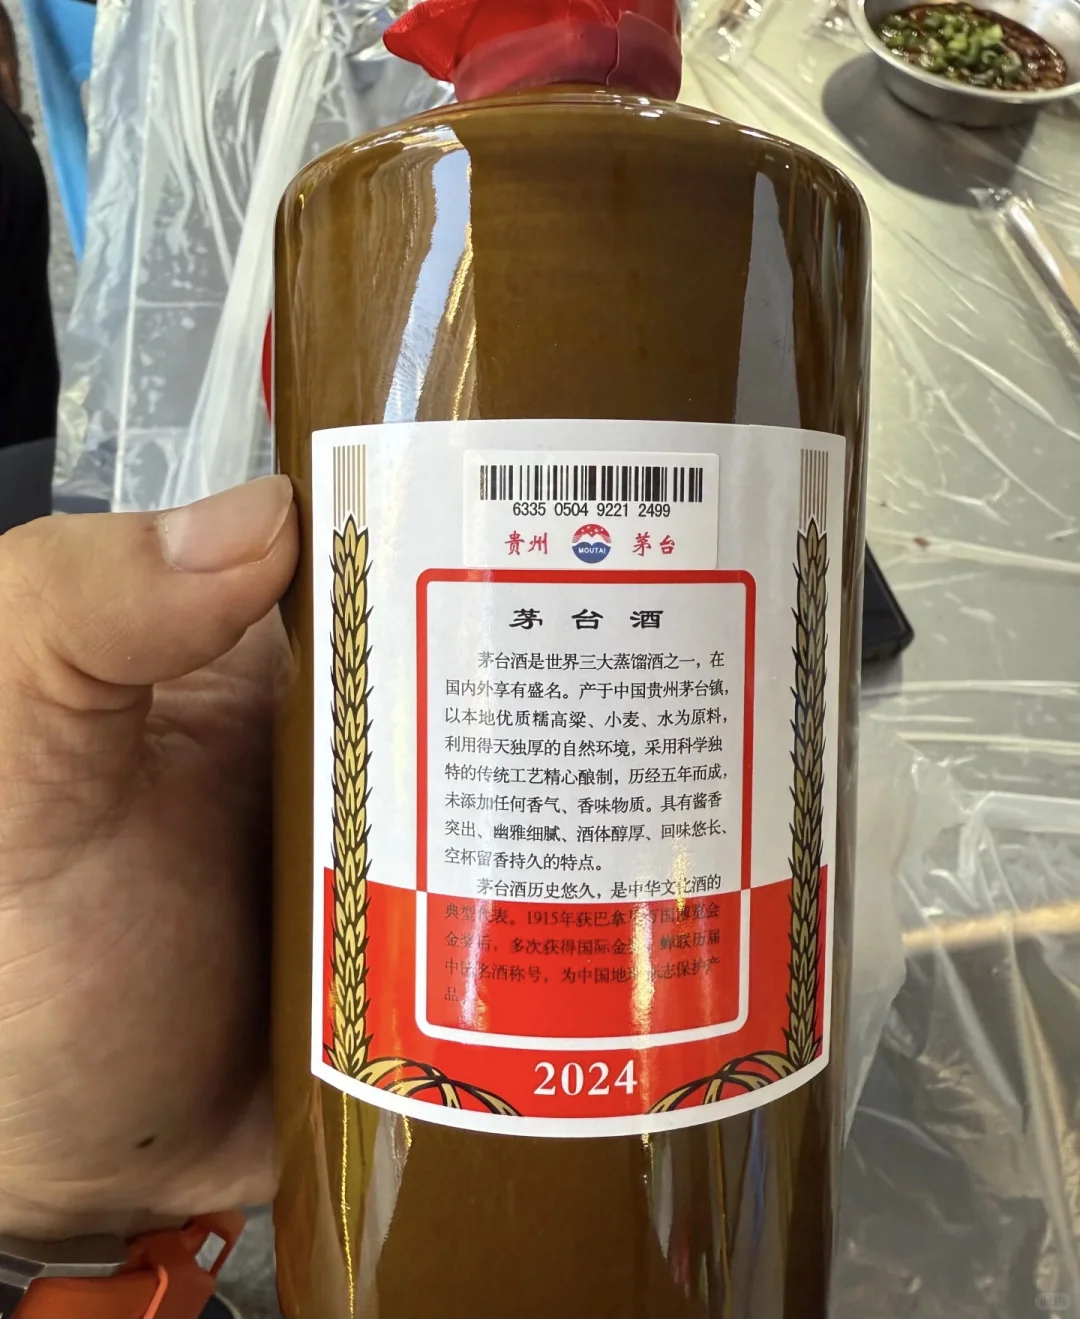 6335 0504 9221 2499
贵州 MOUTAI 茅台
茅台酒
茅台酒是世界三大蒸馏酒之一，在
国内外享有盛名。产于中国贵州茅台镇，
以本地优质糯高粱、小麦、水为原料，
利用得天独厚的自然环境，采用科学独
特的传统工艺精心酿制，历经五年而成，
未添加任何香气、香味物质。具有酱香
突出、幽雅细腻、酒体醇厚、回味悠长、
空杯留香持久的特点。
茅台酒历史悠久，是中华文化酒的
典型代表。1915年获巴拿马万国博览会
金奖后，多次获得国际金奖，蝉联历届
中国名酒称号，为中国地理标志保护产
品。
2024